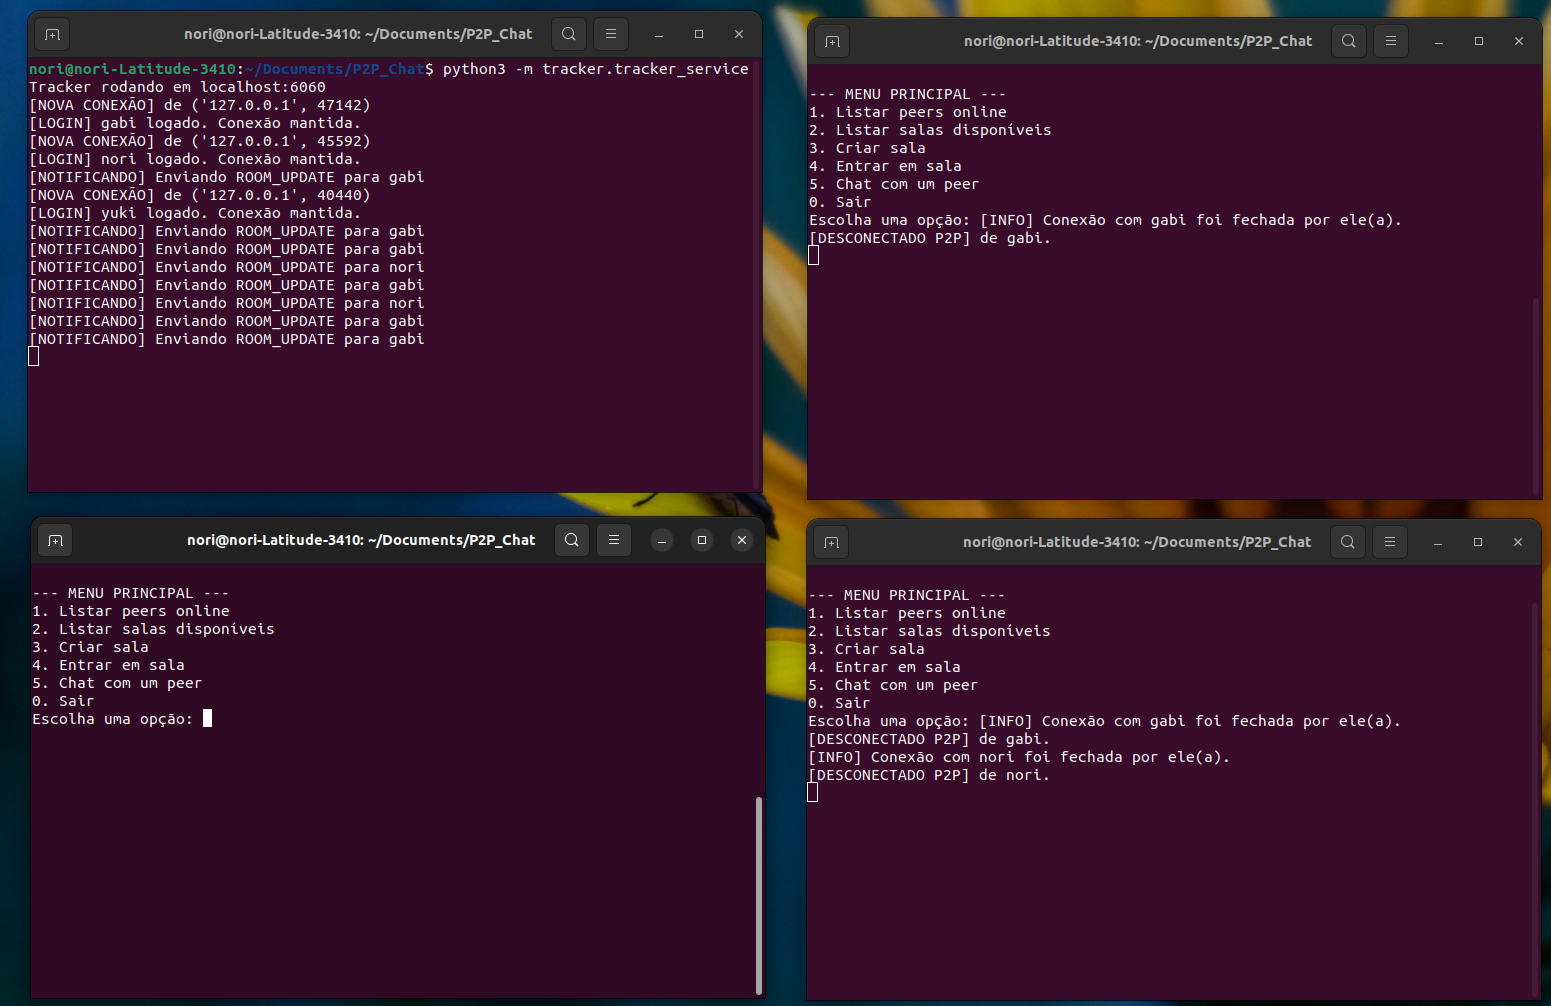 nori@nori-Latitude-3410: ~/Documents/P2P_Chat
nori@nori-Latitude-3410:~/Documents/P2P_Chat$ python3 -m tracker.tracker_service
Tracker rodando em localhost:6060
[NOVA CONEXÃO] de ('127.0.0.1', 47142)
[LOGIN] gabi logado. Conexão mantida.
[NOVA CONEXÃO] de ('127.0.0.1', 45592)
[LOGIN] nori logado. Conexão mantida.
[NOTIFICANDO] Enviando ROOM_UPDATE para gabi
[NOVA CONEXÃO] de ('127.0.0.1', 40440)
[LOGIN] yuki logado. Conexão mantida.
[NOTIFICANDO] Enviando ROOM_UPDATE para gabi
[NOTIFICANDO] Enviando ROOM_UPDATE para gabi
[NOTIFICANDO] Enviando ROOM_UPDATE para nori
[NOTIFICANDO] Enviando ROOM_UPDATE para gabi
[NOTIFICANDO] Enviando ROOM_UPDATE para nori
[NOTIFICANDO] Enviando ROOM_UPDATE para gabi
[NOTIFICANDO] Enviando ROOM_UPDATE para gabi
nori@nori-Latitude-3410: ~/Documents/P2P_Chat
--- MENU PRINCIPAL ---
1. Listar peers online
2. Listar salas disponíveis
3. Criar sala
4. Entrar em sala
5. Chat com um peer
0. Sair
Escolha uma opção: [INFO] Conexão com gabi foi fechada por ele(a).
[DESCONECTADO P2P] de gabi.
nori@nori-Latitude-3410: ~/Documents/P2P_Chat
--- MENU PRINCIPAL ---
1. Listar peers online
2. Listar salas disponíveis
3. Criar sala
4. Entrar em sala
5. Chat com um peer
0. Sair
Escolha uma opção:
nori@nori-Latitude-3410: ~/Documents/P2P_Chat
--- MENU PRINCIPAL ---
1. Listar peers online
2. Listar salas disponíveis
3. Criar sala
4. Entrar em sala
5. Chat com um peer
0. Sair
Escolha uma opção: [INFO] Conexão com gabi foi fechada por ele(a).
[DESCONECTADO P2P] de gabi.
[INFO] Conexão com nori foi fechada por ele(a).
[DESCONECTADO P2P] de nori.